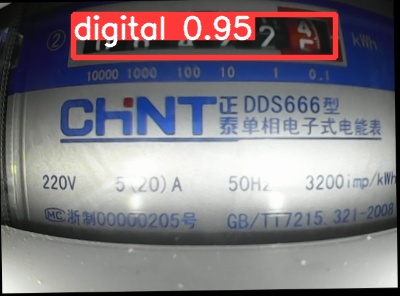 digital 0.95
② kWh
10000 1000 100 10 1 0.1
CHNT 正泰 DDS666型
单相电子式电能表
220V 5(20)A 50Hz 3200imp/kWh
MC 浙制00000205号 GB/T17215.321-2008